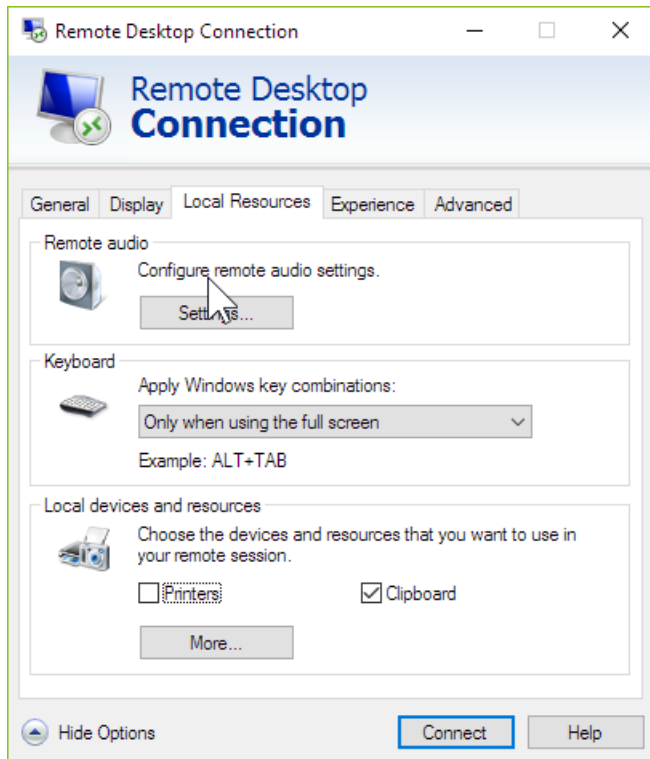 Remote Desktop Connection
Remote Desktop
Connection
General Display Local Resources Experience Advanced
Remote audio
Configure remote audio settings.
Settings...
Keyboard
Apply Windows key combinations:
Only when using the full screen
Example: ALT+TAB
Local devices and resources
Choose the devices and resources that you want to use in
your remote session.
Printers Clipboard
More...
Hide Options Connect Help